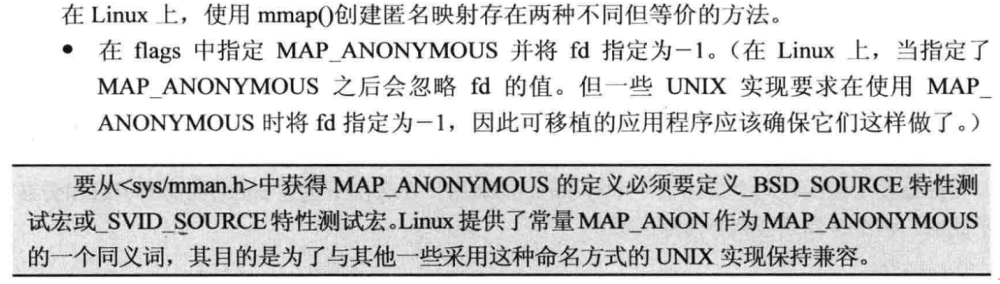 在 Linux 上，使用 mmap()创建匿名映射存在两种不同但等价的方法。
● 在 flags 中指定 MAP_ANONYMOUS 并将 fd 指定为－1。（在 Linux 上，当指定了
MAP_ANONYMOUS 之后会忽略 fd 的值。但一些 UNIX 实现要求在使用 MAP_
ANONYMOUS 时将 fd 指定为－1，因此可移植的应用程序应该确保它们这样做了。）
要从<sys/mman.h>中获得 MAP_ANONYMOUS 的定义必须要定义_BSD_SOURCE 特性测
试宏或_SVID_SOURCE 特性测试宏。Linux 提供了常量 MAP_ANON 作为 MAP_ANONYMOUS
的一个同义词，其目的是为了与其他一些采用这种命名方式的 UNIX 实现保持兼容。